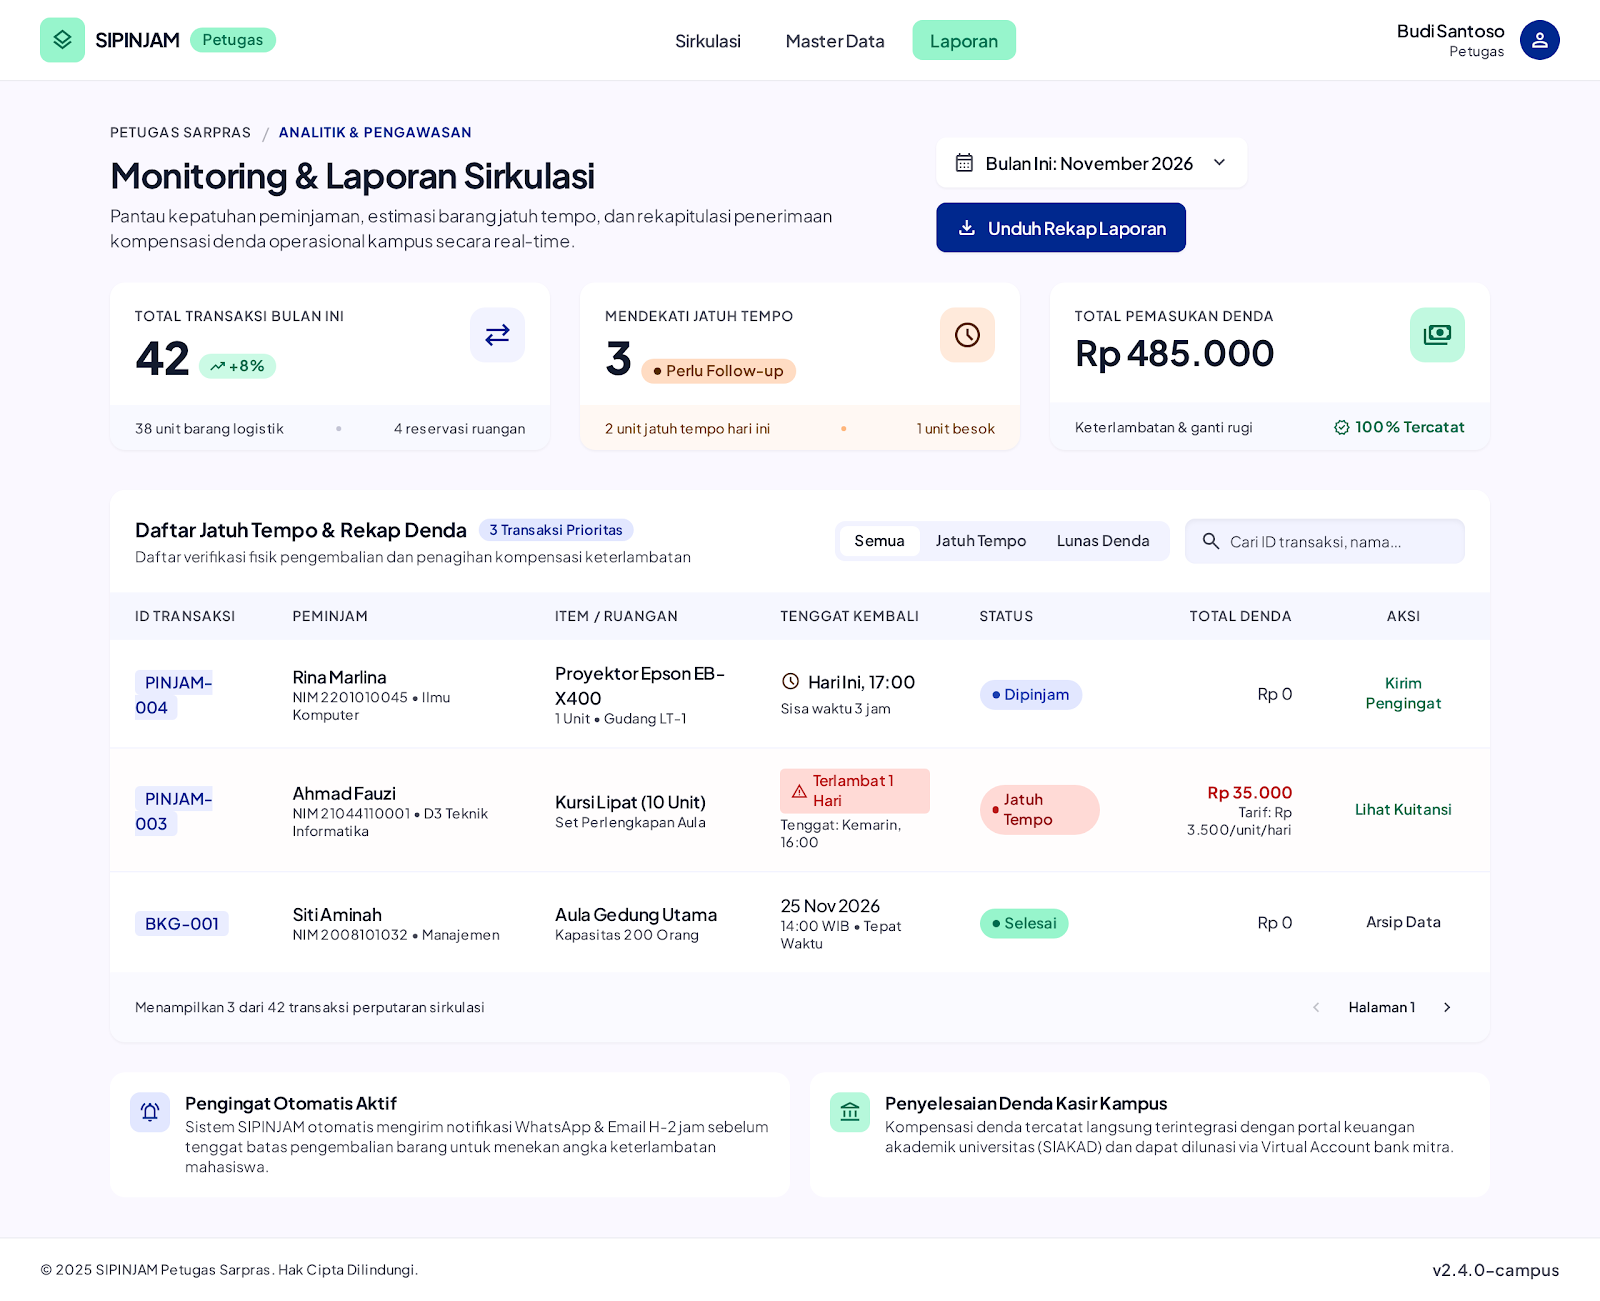 SIPINJAM
Petugas
Sirkulasi
Master Data
Laporan
Budi Santoso
Petugas
PETUGAS SARPRAS / ANALITIK & PENGAWASAN
Monitoring & Laporan Sirkulasi
Pantau kepatuhan peminjaman, estimasi barang jatuh tempo, dan rekapitulasi penerimaan
kompensasi denda operasional kampus secara real-time.
Bulan Ini: November 2026
Unduh Rekap Laporan
TOTAL TRANSAKSI BULAN INI
42
+8%
38 unit barang logistik • 4 reservasi ruangan
MENDEKATI JATUH TEMPO
3
• Perlu Follow-up
2 unit jatuh tempo hari ini • 1 unit besok
TOTAL PEMASUKAN DENDA
Rp 485.000
Keterlambatan & ganti rugi
100% Tercatat
Daftar Jatuh Tempo & Rekap Denda
3 Transaksi Prioritas
Daftar verifikasi fisik pengembalian dan penagihan kompensasi keterlambatan
Semua
Jatuh Tempo
Lunas Denda
Cari ID transaksi, nama...
ID TRANSAKSI
PEMINJAM
ITEM / RUANGAN
TENGGAT KEMBALI
STATUS
TOTAL DENDA
AKSI
PINJAM-
004
Rina Marlina
NIM 2201010045 • Ilmu
Komputer
Proyektor Epson EB-
X400
1 Unit • Gudang LT-1
Hari Ini, 17:00
Sisa waktu 3 jam
• Dipinjam
Rp 0
Kirim
Pengingat
PINJAM-
003
Ahmad Fauzi
NIM 21044110001 • D3 Teknik
Informatika
Kursi Lipat (10 Unit)
Set Perlengkapan Aula
Terlambat 1
Hari
Tenggat: Kemarin,
16:00
• Jatuh
Tempo
Rp 35.000
Tarif: Rp
3.500/unit/hari
Lihat Kuitansi
BKG-001
Siti Aminah
NIM 2008101032 • Manajemen
Aula Gedung Utama
Kapasitas 200 Orang
25 Nov 2026
14:00 WIB • Tepat
Waktu
• Selesai
Rp 0
Arsip Data
Menampilkan 3 dari 42 transaksi perputaran sirkulasi
Halaman 1
Pengingat Otomatis Aktif
Sistem SIPINJAM otomatis mengirim notifikasi WhatsApp & Email H-2 jam sebelum
tenggat batas pengembalian barang untuk menekan angka keterlambatan
mahasiswa.
Penyelesaian Denda Kasir Kampus
Kompensasi denda tercatat langsung terintegrasi dengan portal keuangan
akademik universitas (SIAKAD) dan dapat dilunasi via Virtual Account bank mitra.
© 2025 SIPINJAM Petugas Sarpras. Hak Cipta Dilindungi.
v2.4.0-campus